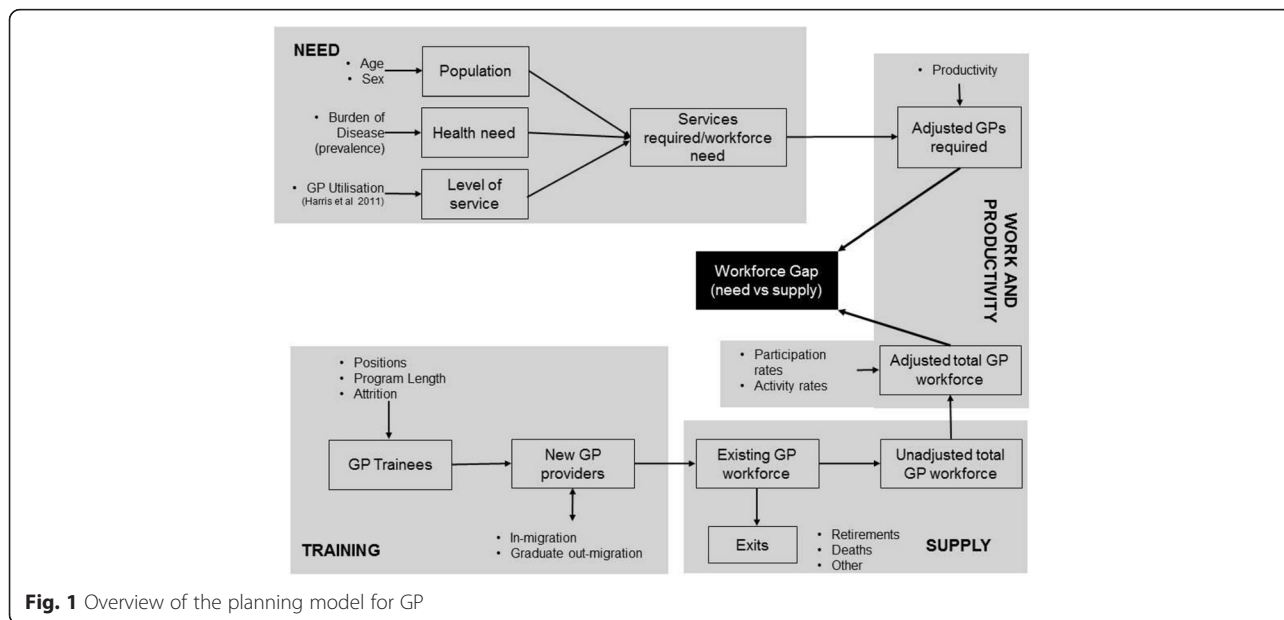 NEED
• Age
• Sex
Population
• Burden of
Disease
(prevalence)
Health need
• GP Utilisation
(Harris et al 2011)
Level of
service
Services
required/workforce
need
• Productivity
Adjusted GPs
required
WORK AND
PRODUCTIVITY
Workforce Gap
(need vs supply)
• Participation
rates
• Activity rates
Adjusted total GP
workforce
• Positions
• Program Length
• Attrition
GP Trainees
New GP
providers
• In-migration
• Graduate out-migration
TRAINING
Existing GP
workforce
Unadjusted total
GP workforce
Exits
• Retirements
• Deaths
• Other
SUPPLY
Fig. 1 Overview of the planning model for GP